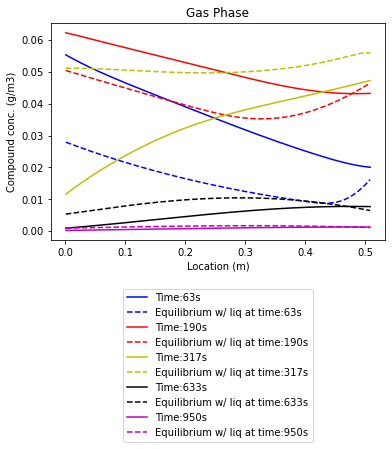 Gas Phase
Compound conc. (g/m3)
0.06
0.05
0.04
0.03
0.02
0.01
0.00
0.0 0.1 0.2 0.3 0.4 0.5
Location (m)
Time:63s
Equilibrium w/ liq at time:63s
Time:190s
Equilibrium w/ liq at time:190s
Time:317s
Equilibrium w/ liq at time:317s
Time:633s
Equilibrium w/ liq at time:633s
Time:950s
Equilibrium w/ liq at time:950s